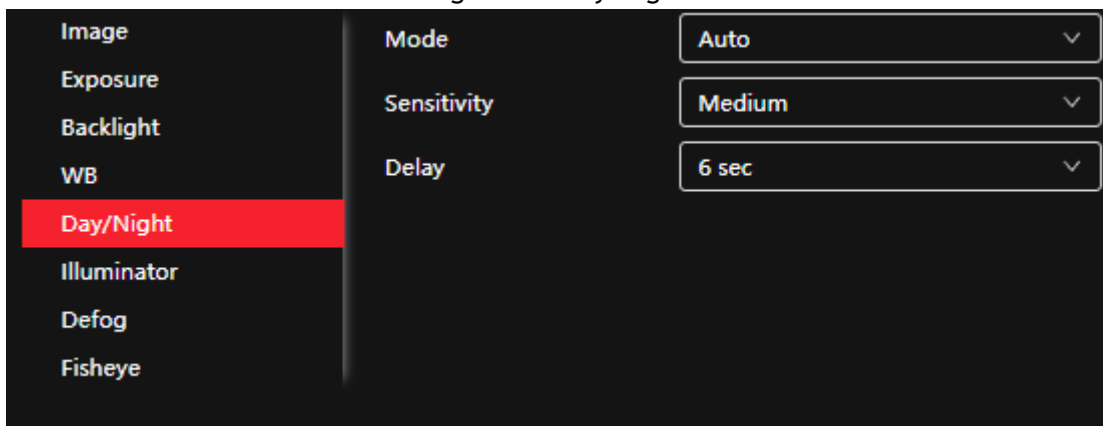 Image
Exposure
Backlight
WB
Day/Night
Illuminator
Defog
Fisheye
Mode Auto
Sensitivity Medium
Delay 6 sec